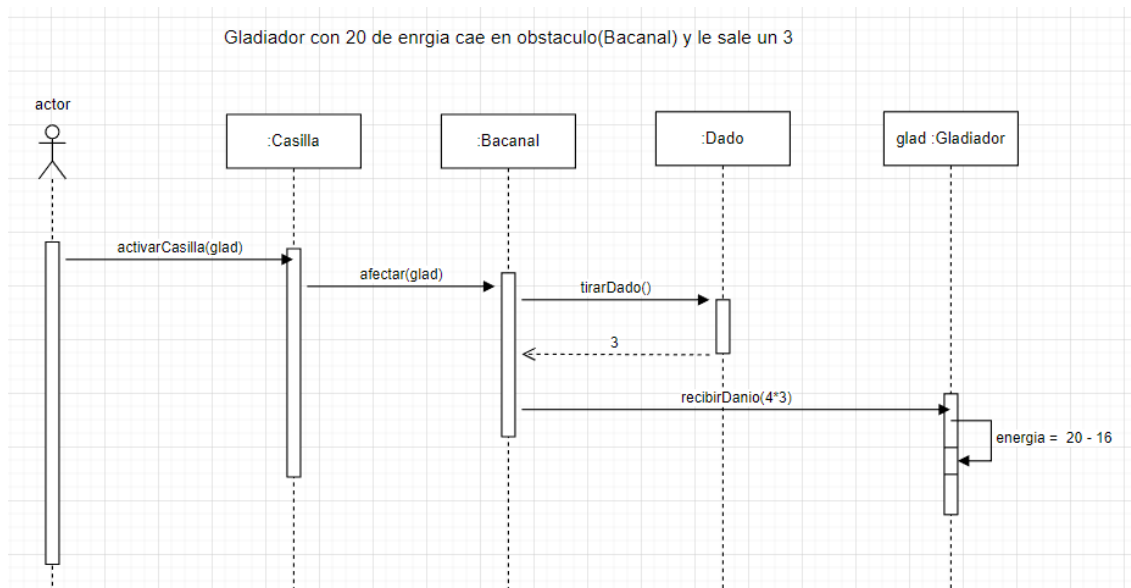 Gladiador con 20 de enrgia cae en obstaculo(Bacanal) y le sale un 3
actor
:Casilla
:Bacanal
:Dado
glad :Gladiador
activarCasilla(glad)
afectar(glad)
tirarDado()
3
recibirDanio(4*3)
energia = 20 - 16